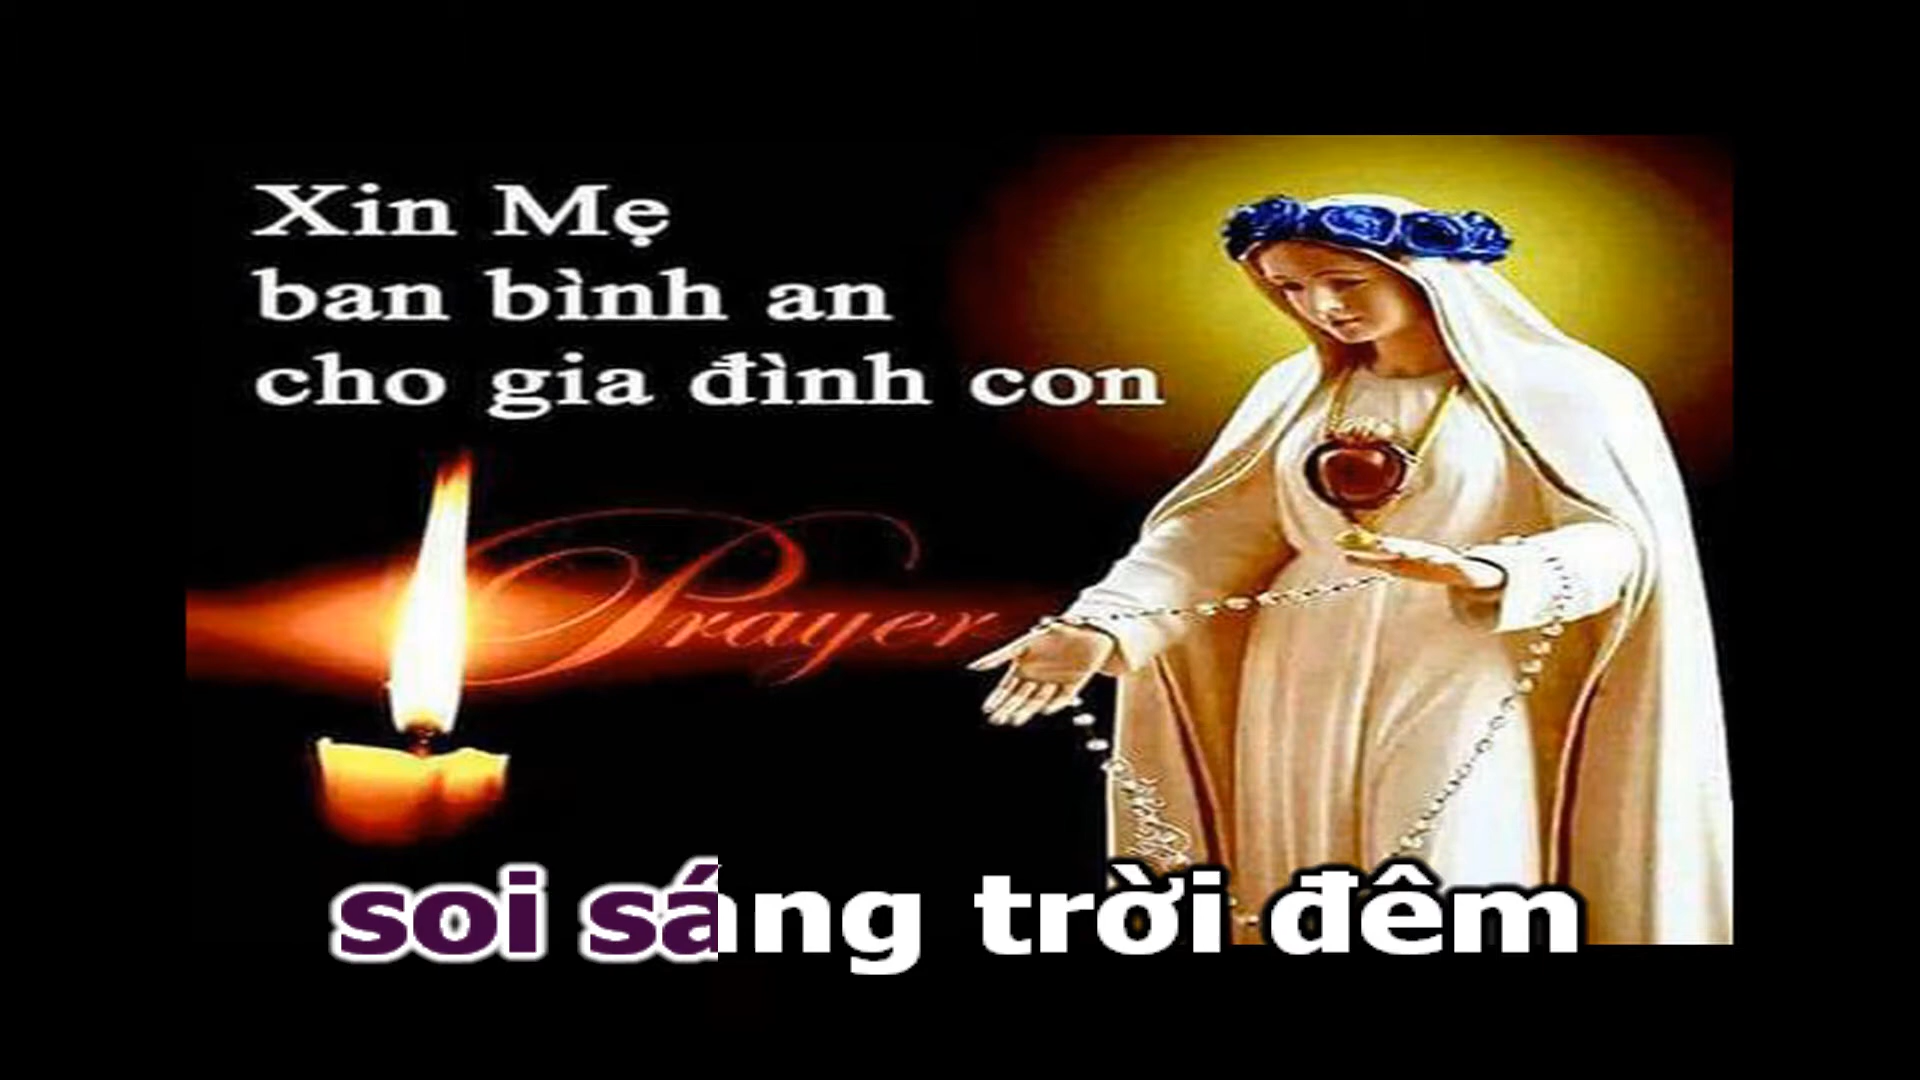 Xin Mẹ
ban bình an
cho gia đình con
Prayer
soi sáng trời đêm